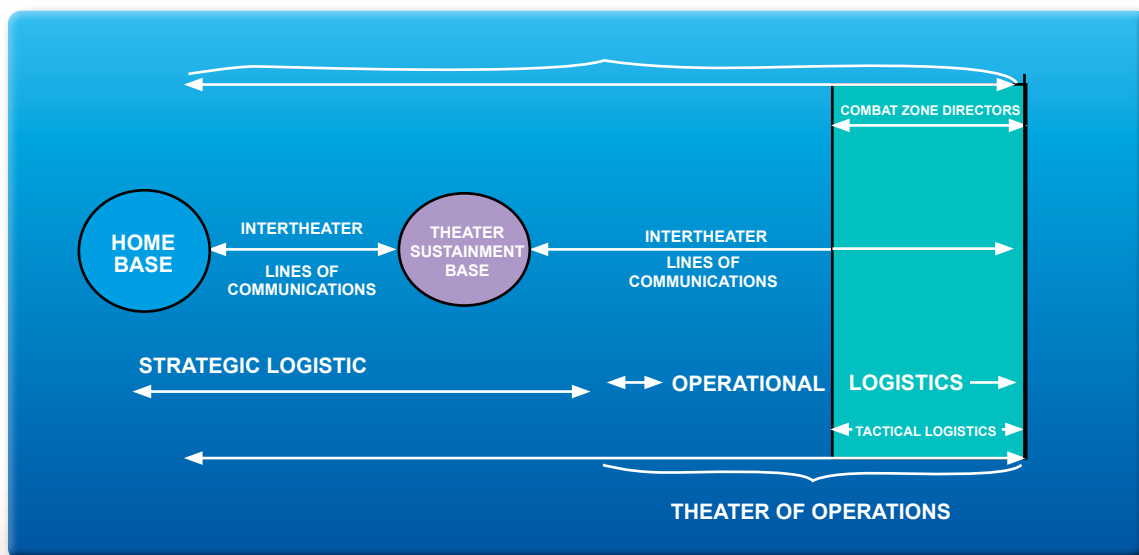 COMBAT ZONE DIRECTORS
HOME
BASE
INTERTHEATER
LINES OF
COMMUNICATIONS
THEATER
SUSTAINMENT
BASE
INTERTHEATER
LINES OF
COMMUNICATIONS
STRATEGIC LOGISTIC
OPERATIONAL LOGISTICS
TACTICAL LOGISTICS
THEATER OF OPERATIONS